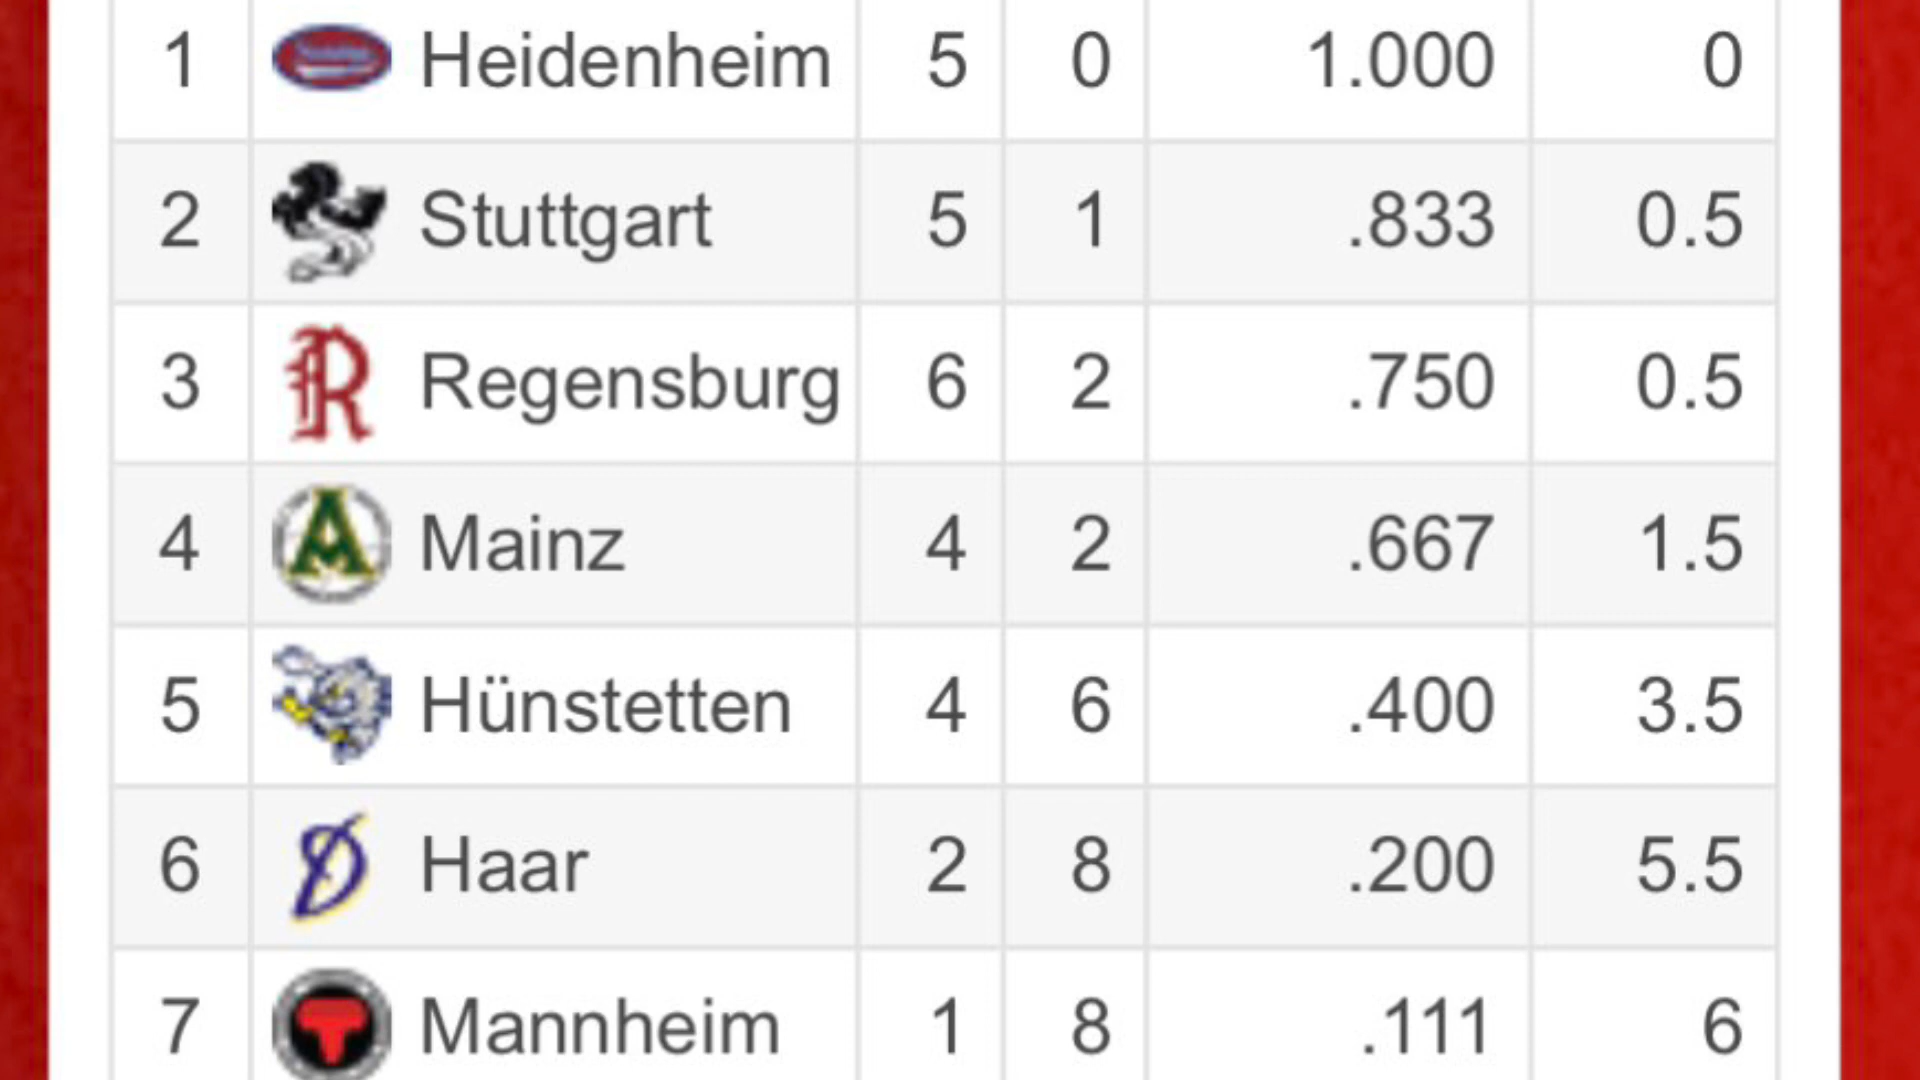 1 Heidenheim 5 0 1.000 0
2 Stuttgart 5 1 .833 0.5
3 R Regensburg 6 2 .750 0.5
4 A Mainz 4 2 .667 1.5
5 Hünstetten 4 6 .400 3.5
6 D Haar 2 8 .200 5.5
7 T Mannheim 1 8 .111 6